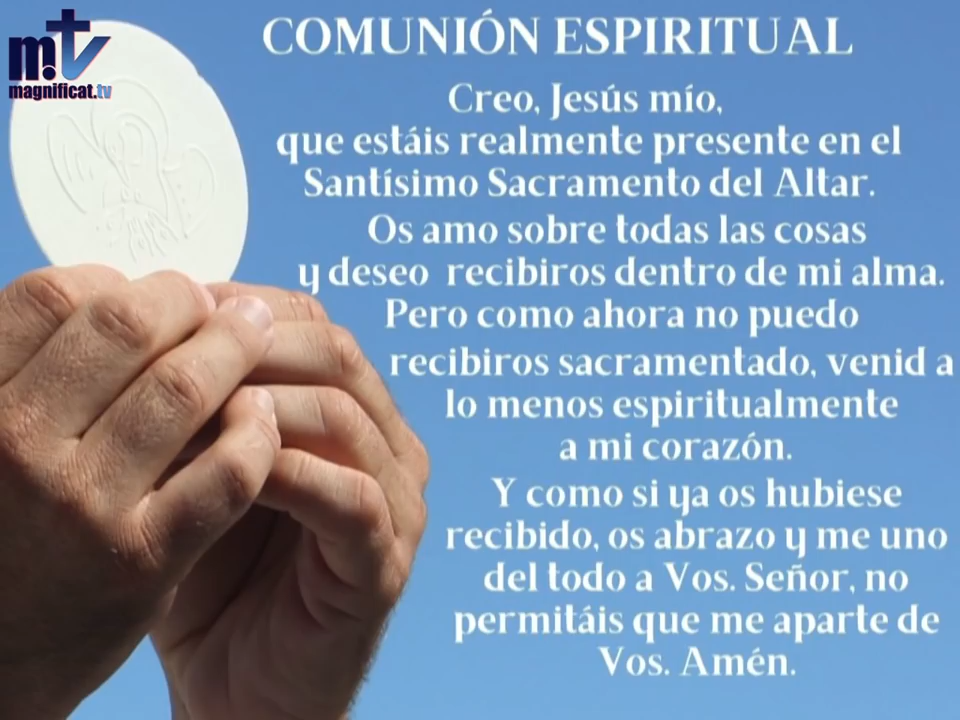 mtv
magnificat.tv
COMUNIÓN ESPIRITUAL
Creo, Jesús mío,
que estáis realmente presente en el
Santísimo Sacramento del Altar.
Os amo sobre todas las cosas
y deseo recibiros dentro de mi alma.
Pero como ahora no puedo
recibiros sacramentado, venid a
lo menos espiritualmente
a mi corazón.
Y como si ya os hubiese
recibido, os abrazo y me uno
del todo a Vos. Señor, no
permitáis que me aparte de
Vos. Amén.